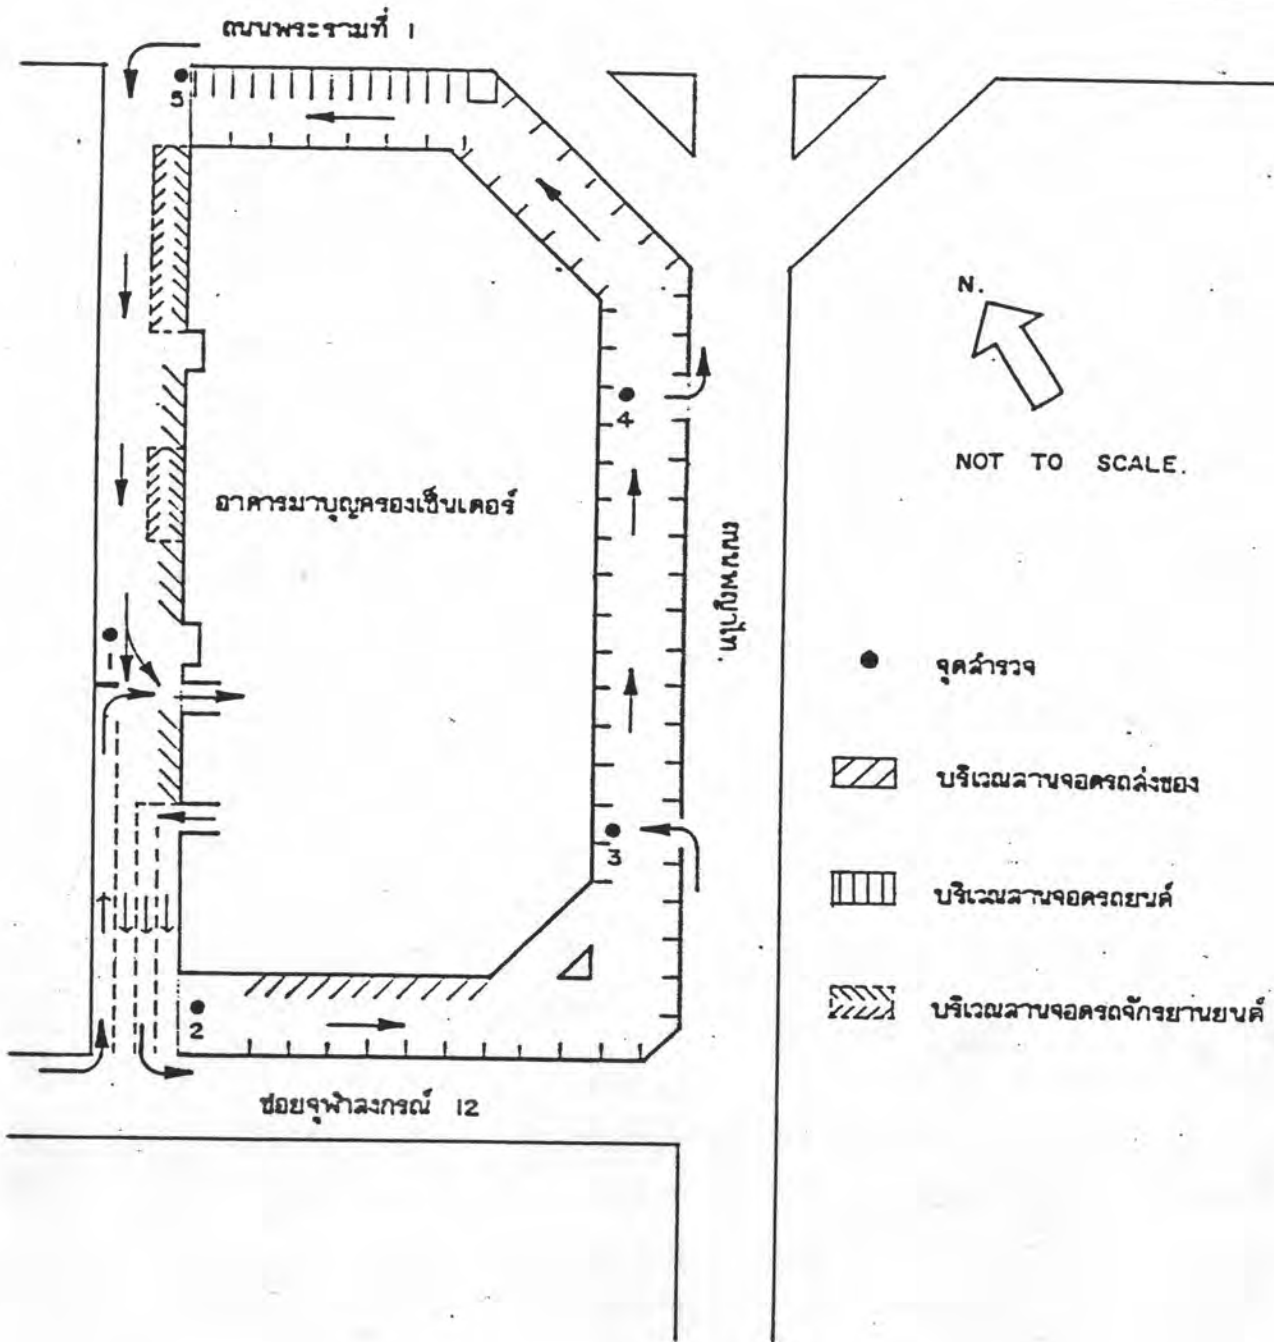 ถนนพระรามที่ 1
5
N.
4
NOT TO SCALE.
อาคารมาบุญครองเซ็นเตอร์
ถนนพญาไท.
1
จุดสำรวจ
บริเวณลานจอดรถส่งของ
3
บริเวณลานจอดรถยนต์
2
บริเวณลานจอดรถจักรยานยนต์
ซอยจุฬาลงกรณ์ 12